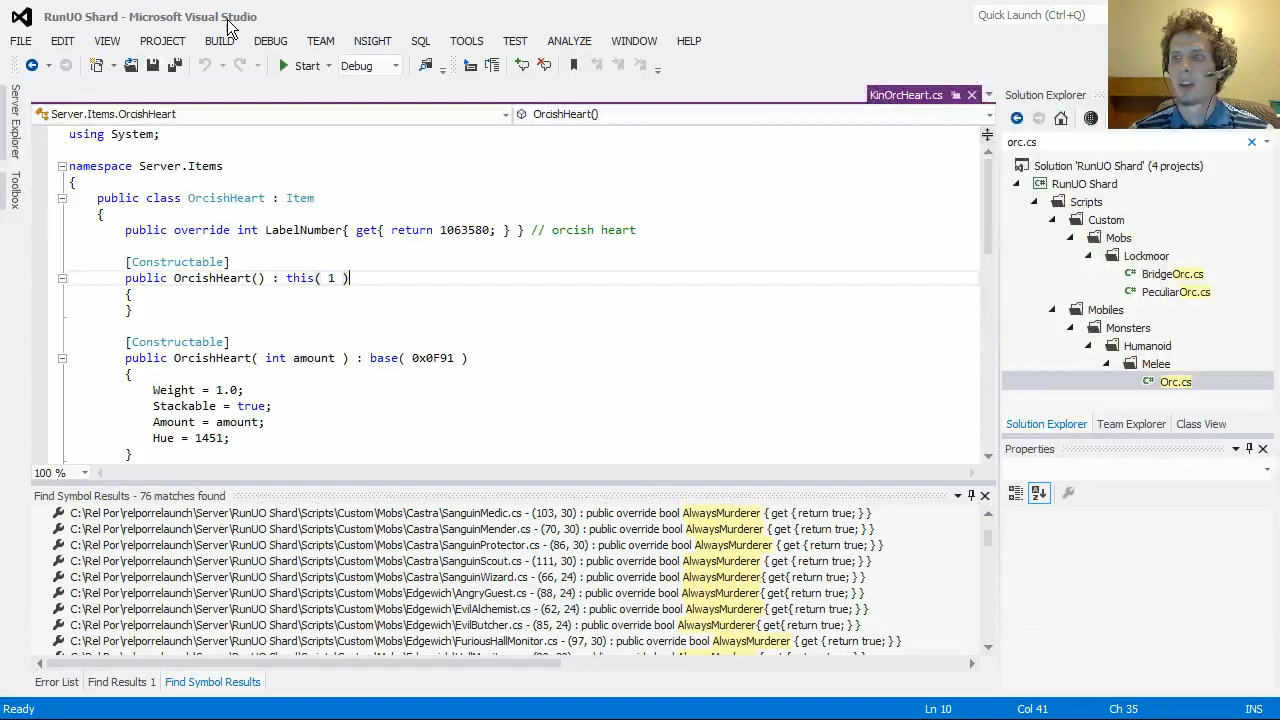 RunUO Shard - Microsoft Visual Studio
Quick Launch (Ctrl+Q)
FILE EDIT VIEW PROJECT BUILD DEBUG TEAM NSIGHT SQL TOOLS TEST ANALYZE WINDOW HELP
Start Debug
Server Explorer
Toolbox
KinOrcHeart.cs
Server.Items.OrcishHeart
OrcishHeart()
using System;
namespace Server.Items
{
public class OrcishHeart : Item
{
public override int LabelNumber{ get{ return 1063580; } } // orcish heart
[Constructable]
public OrcishHeart() : this( 1 )
{
}
[Constructable]
public OrcishHeart( int amount ) : base( 0x0F91 )
{
Weight = 1.0;
Stackable = true;
Amount = amount;
Hue = 1451;
}
100 %
Find Symbol Results - 76 matches found
C:\Rel Por\relporrelaunch\Server\RunUO Shard\Scripts\Custom\Mobs\Castra\SanguinMedic.cs - (103, 30) : public override bool AlwaysMurderer { get { return true; } }
C:\Rel Por\relporrelaunch\Server\RunUO Shard\Scripts\Custom\Mobs\Castra\SanguinMender.cs - (70, 30) : public override bool AlwaysMurderer { get { return true; } }
C:\Rel Por\relporrelaunch\Server\RunUO Shard\Scripts\Custom\Mobs\Castra\SanguinProtector.cs - (86, 30) : public override bool AlwaysMurderer { get { return true; } }
C:\Rel Por\relporrelaunch\Server\RunUO Shard\Scripts\Custom\Mobs\Castra\SanguinScout.cs - (111, 30) : public override bool AlwaysMurderer { get { return true; } }
C:\Rel Por\relporrelaunch\Server\RunUO Shard\Scripts\Custom\Mobs\Castra\SanguinWizard.cs - (66, 24) : public override bool AlwaysMurderer{ get{ return true; } }
C:\Rel Por\relporrelaunch\Server\RunUO Shard\Scripts\Custom\Mobs\Edgewich\AngryGuest.cs - (88, 24) : public override bool AlwaysMurderer{ get{ return true; } }
C:\Rel Por\relporrelaunch\Server\RunUO Shard\Scripts\Custom\Mobs\Edgewich\EvilAlchemist.cs - (62, 24) : public override bool AlwaysMurderer{ get{ return true; } }
C:\Rel Por\relporrelaunch\Server\RunUO Shard\Scripts\Custom\Mobs\Edgewich\EvilButcher.cs - (85, 24) : public override bool AlwaysMurderer{ get{ return true; } }
C:\Rel Por\relporrelaunch\Server\RunUO Shard\Scripts\Custom\Mobs\Edgewich\FuriousHallMonitor.cs - (97, 30) : public override bool AlwaysMurderer { get { return true; } }
Error List Find Results 1 Find Symbol Results
Solution Explorer
orc.cs
Solution 'RunUO Shard' (4 projects)
RunUO Shard
Scripts
Custom
Mobs
Lockmoor
BridgeOrc.cs
PeculiarOrc.cs
Mobiles
Monsters
Humanoid
Melee
Orc.cs
Solution Explorer Team Explorer Class View
Properties
Ready Ln 10 Col 41 Ch 35 INS